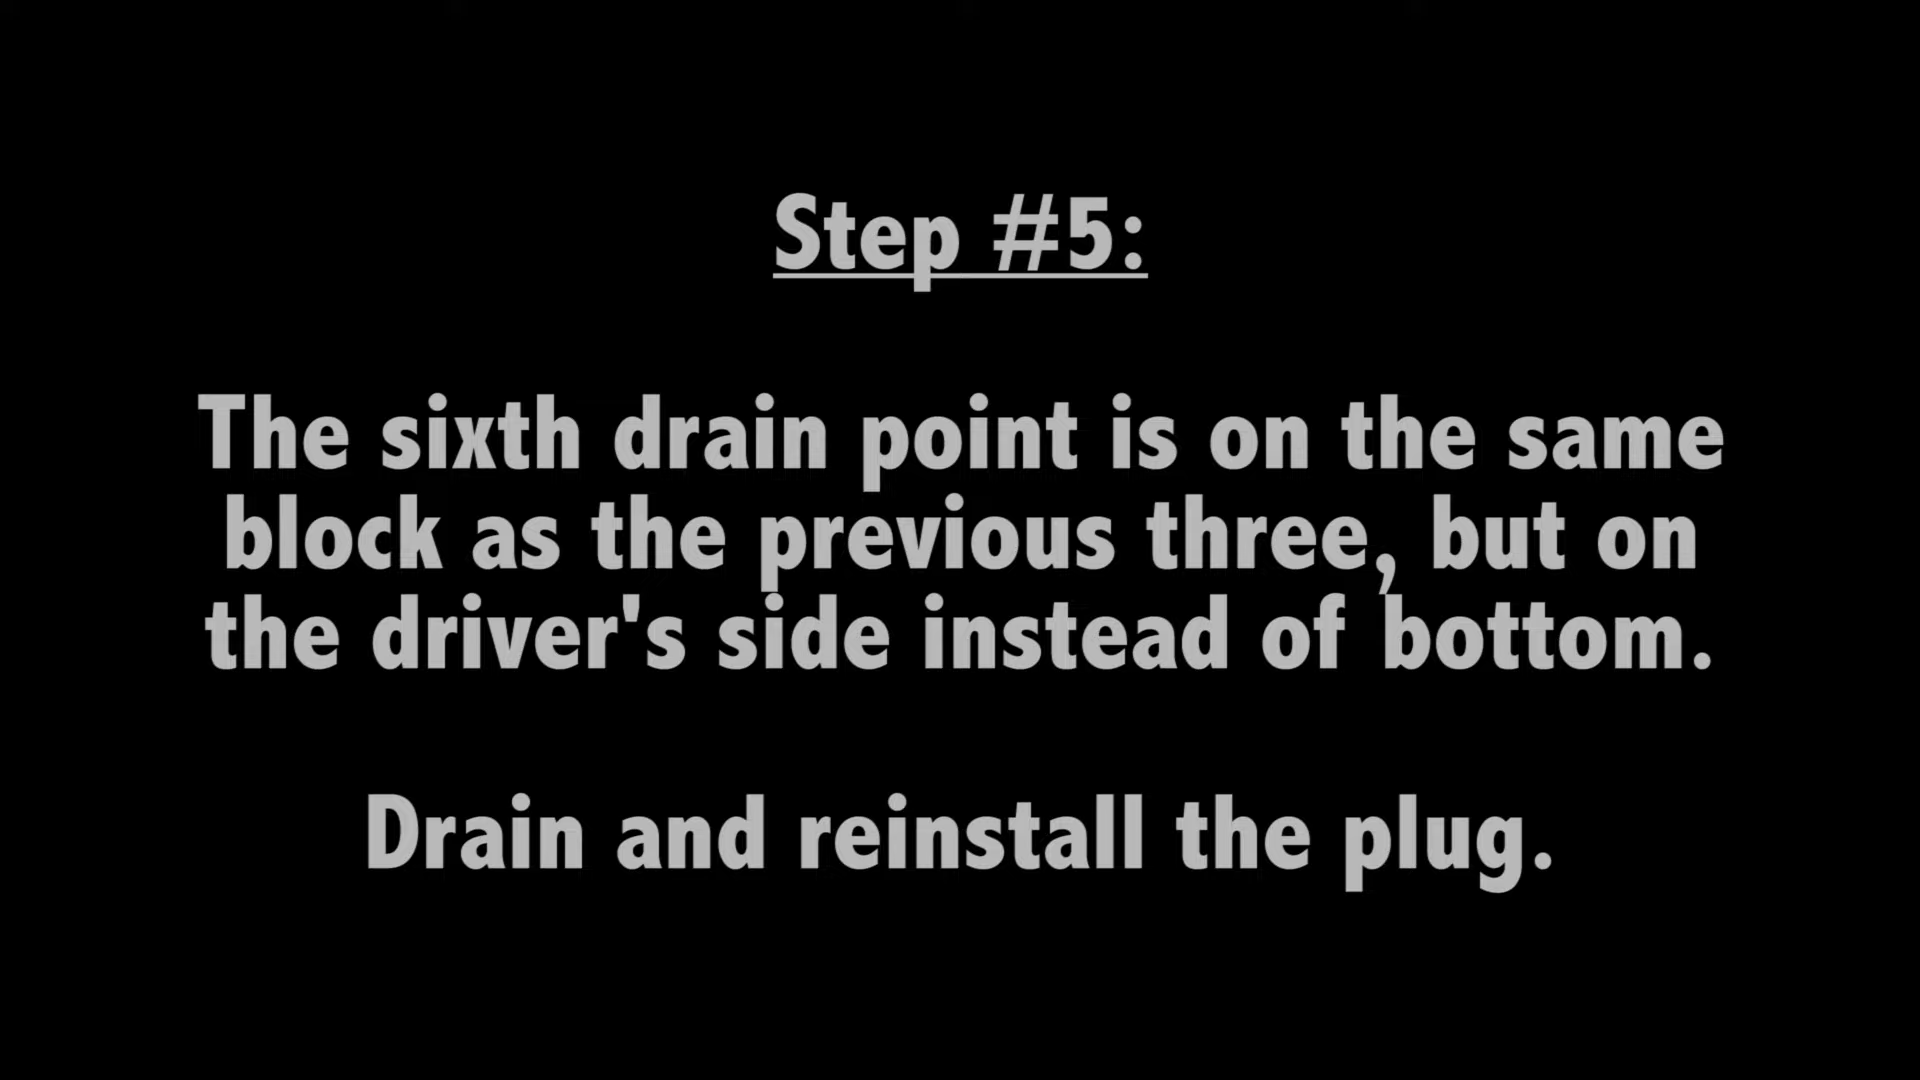 Step #5:
The sixth drain point is on the same
block as the previous three, but on
the driver's side instead of bottom.
Drain and reinstall the plug.